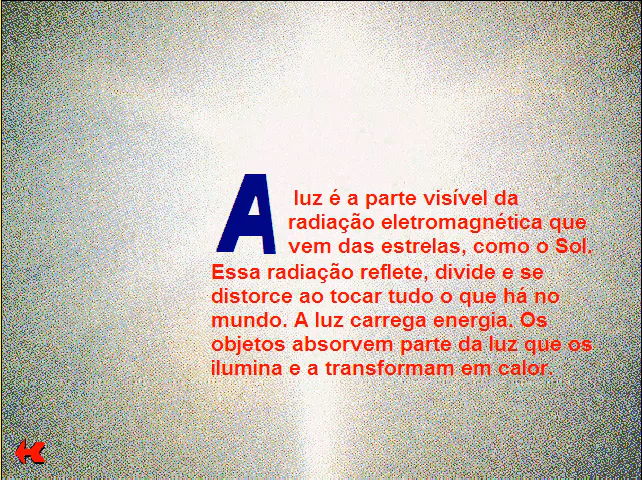 A luz é a parte visível da
radiação eletromagnética que
vem das estrelas, como o Sol.
Essa radiação reflete, divide e se
distorce ao tocar tudo o que há no
mundo. A luz carrega energia. Os
objetos absorvem parte da luz que os
ilumina e a transformam em calor.